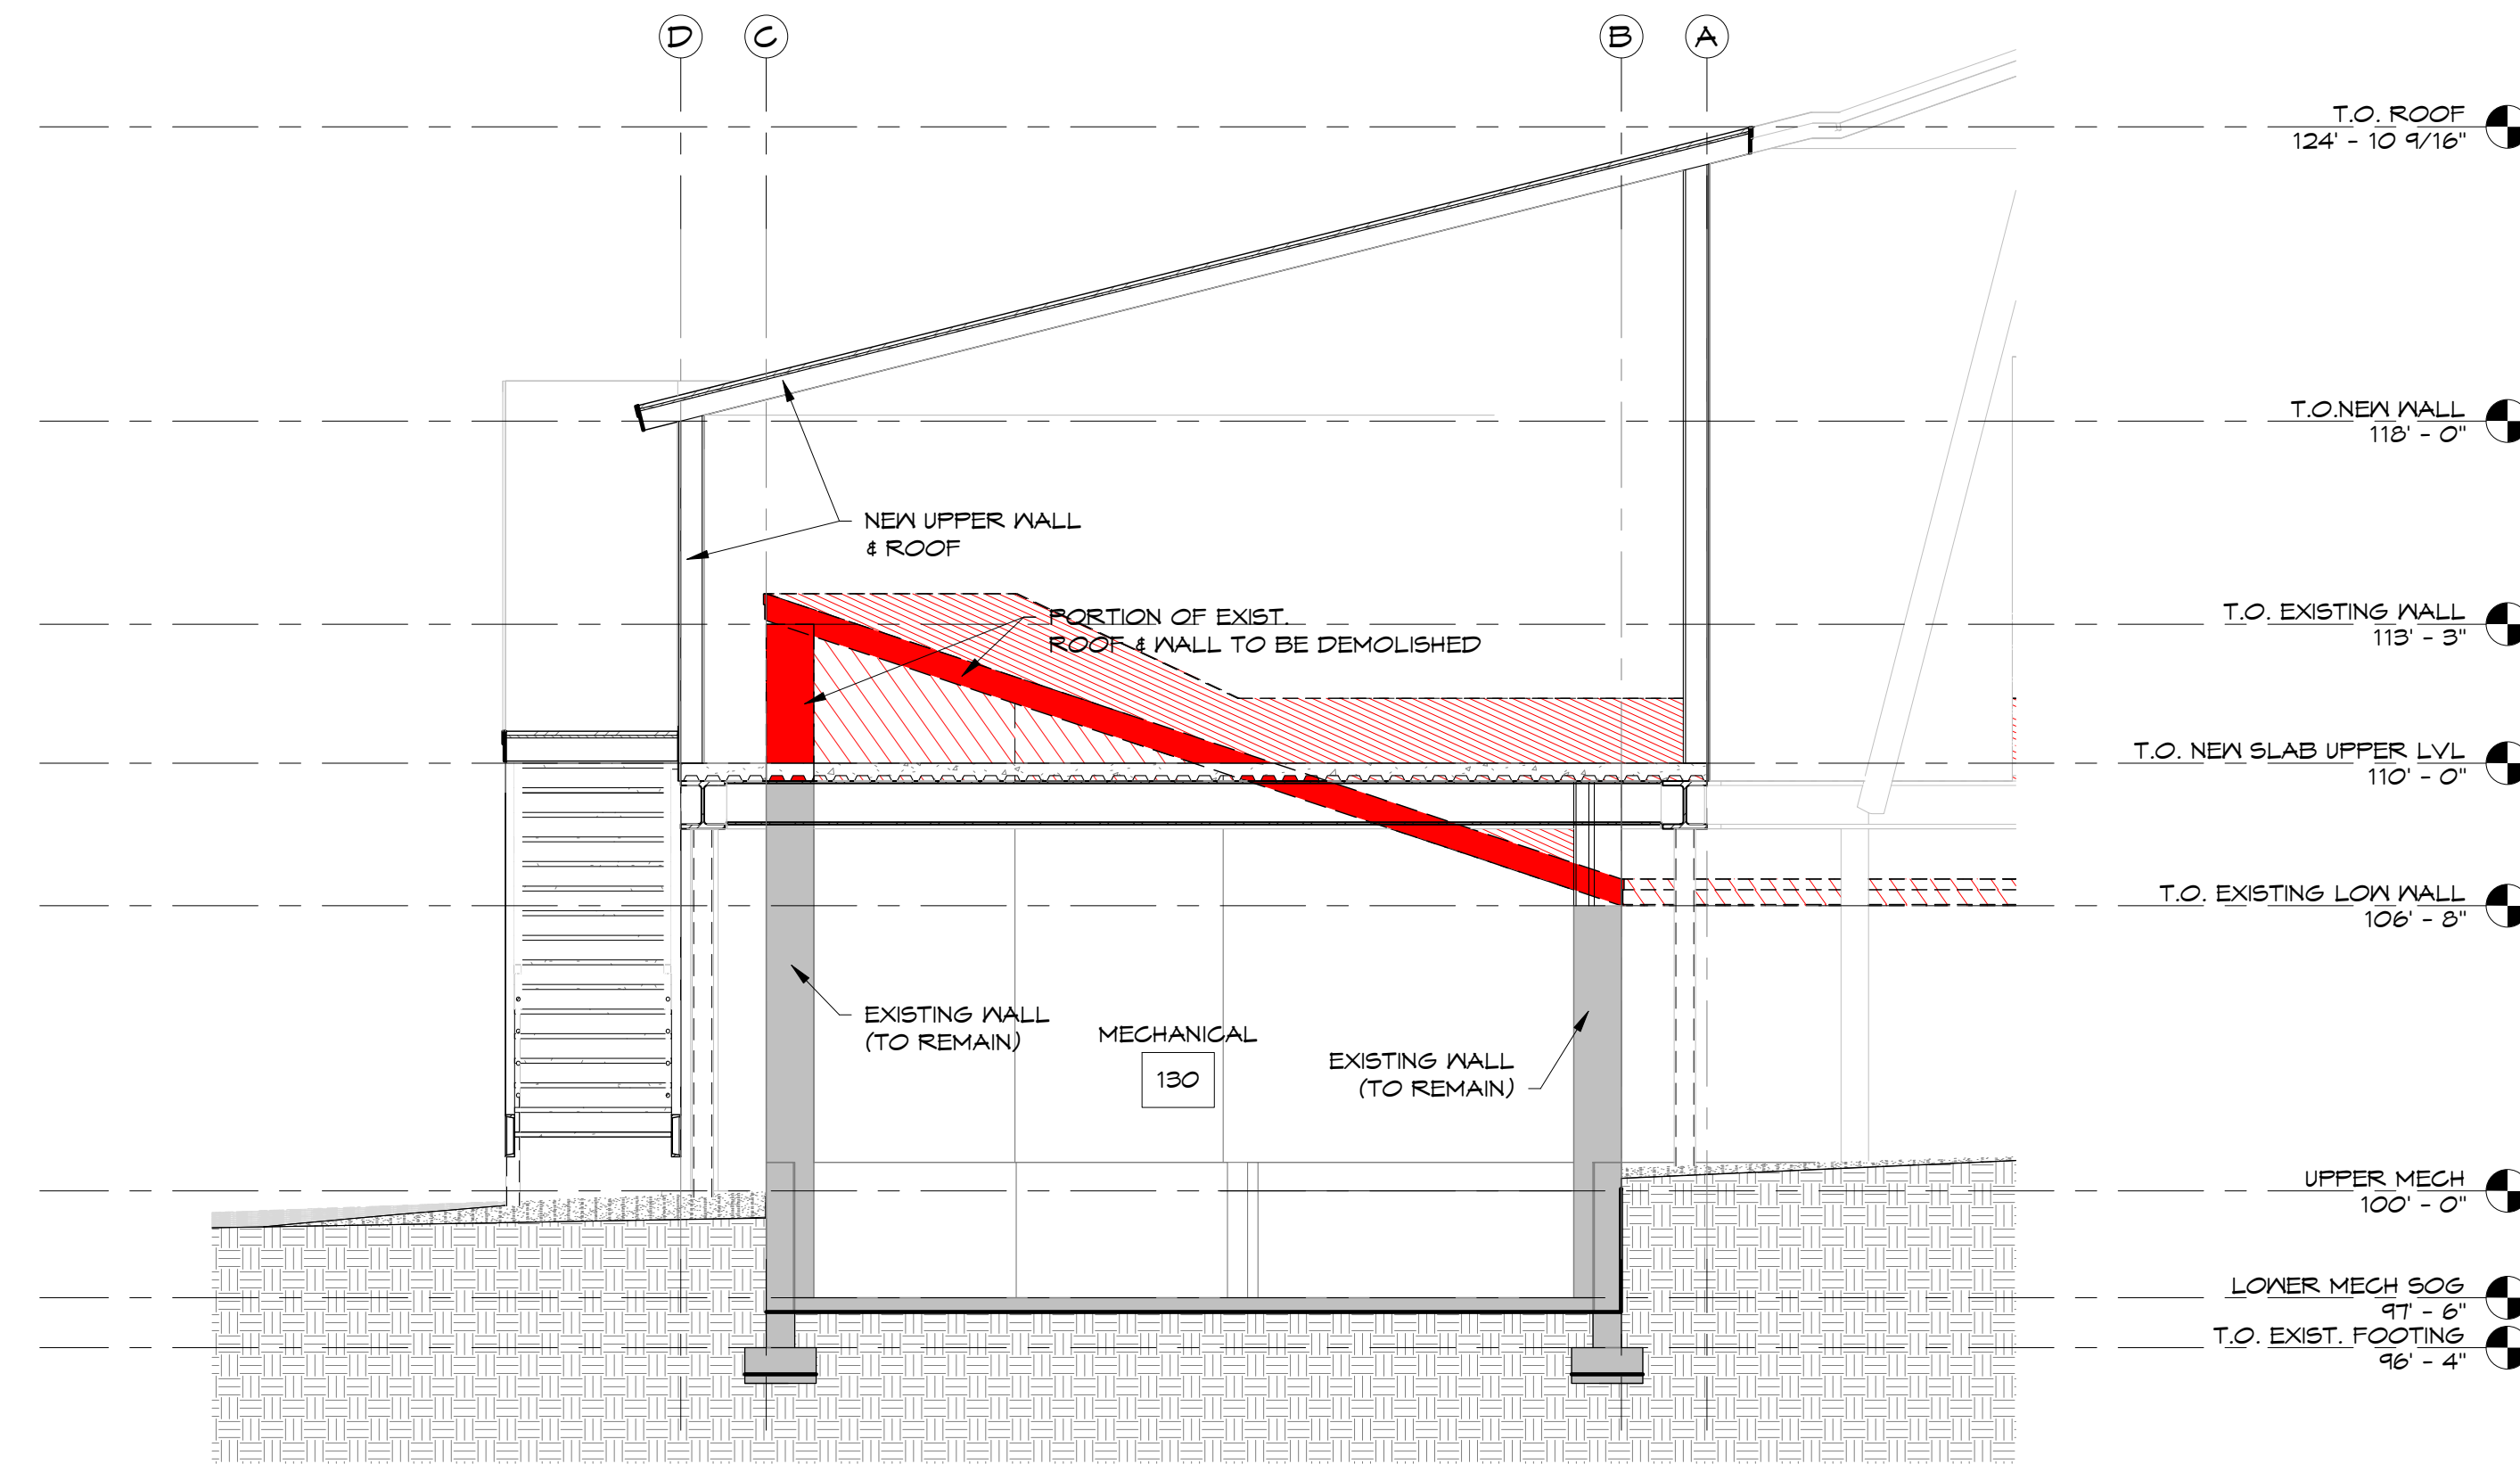 D C B A
T.O. ROOF
124' - 10 9/16"
T.O.NEW WALL
118' - 0"
NEW UPPER WALL
& ROOF
PORTION OF EXIST.
ROOF & WALL TO BE DEMOLISHED
T.O. EXISTING WALL
113' - 3"
T.O. NEW SLAB UPPER LVL
110' - 0"
T.O. EXISTING LOW WALL
106' - 8"
EXISTING WALL
(TO REMAIN)
MECHANICAL
130
EXISTING WALL
(TO REMAIN)
UPPER MECH
100' - 0"
LOWER MECH SOG
97' - 6"
T.O. EXIST. FOOTING
96' - 4"